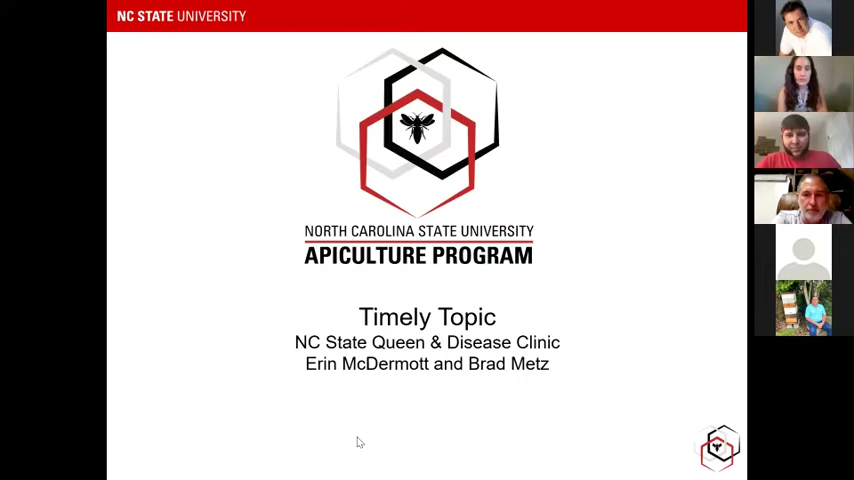 NC STATE UNIVERSITY
NORTH CAROLINA STATE UNIVERSITY
APICULTURE PROGRAM
Timely Topic
NC State Queen & Disease Clinic
Erin McDermott and Brad Metz